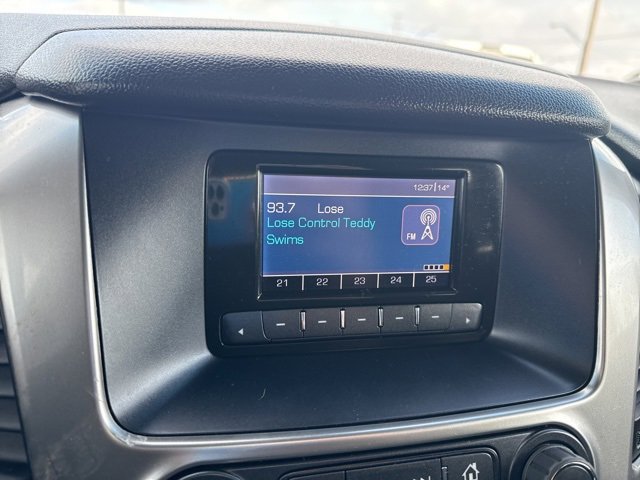 12:37 14°
93.7 Lose
Lose Control Teddy
Swims
FM
21 22 23 24 25